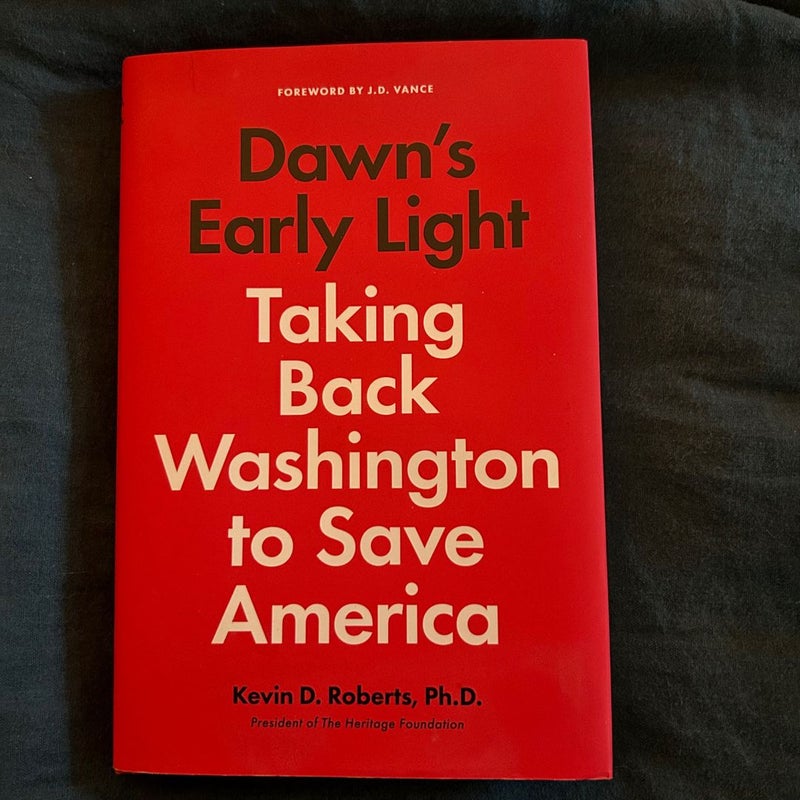 FOREWORD BY J.D. VANCE
Dawn's
Early Light
Taking
Back
Washington
to Save
America
Kevin D. Roberts, Ph.D.
President of The Heritage Foundation